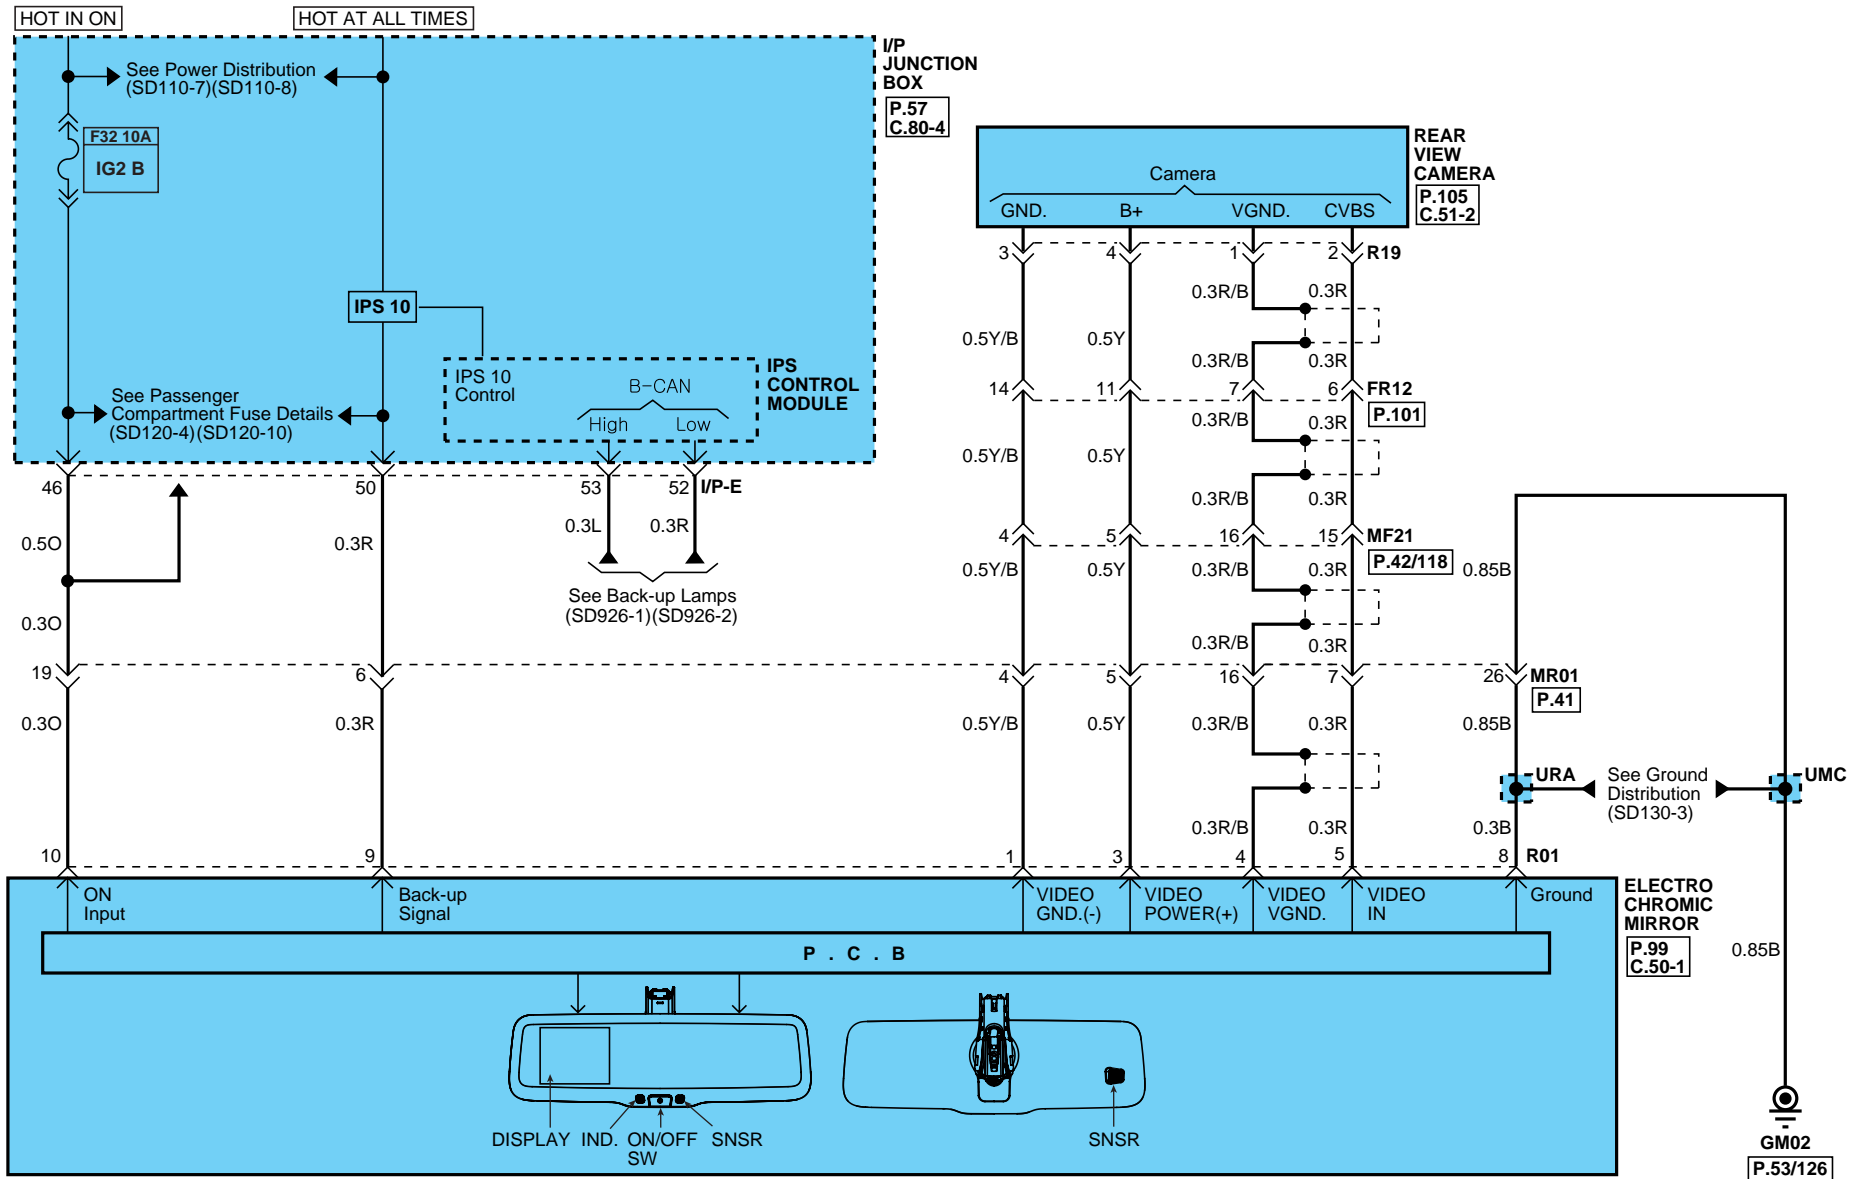 HOT IN ON
HOT AT ALL TIMES
See Power Distribution
(SD110-7)(SD110-8)
F32 10A
IG2 B
I/P
JUNCTION
BOX
P.57
C.80-4
IPS 10
IPS 10
Control
B-CAN
High
Low
IPS
CONTROL
MODULE
See Passenger
Compartment Fuse Details
(SD120-4)(SD120-10)
46
50
53
52
I/P-E
0.5O
0.3R
0.3L
0.3R
See Back-up Lamps
(SD926-1)(SD926-2)
0.3O
REAR
VIEW
CAMERA
P.105
C.51-2
Camera
GND.
B+
VGND.
CVBS
3
4
1
2
R19
0.3R/B
0.3R
0.5Y/B
0.5Y
0.3R/B
0.3R
14
11
7
6
FR12
P.101
0.3R/B
0.3R
0.5Y/B
0.5Y
0.3R/B
0.3R
4
5
16
15
MF21
P.42/118
0.5Y/B
0.5Y
0.3R/B
0.3R
0.85B
0.3R/B
0.3R
19
6
4
5
16
7
26
MR01
P.41
0.3O
0.3R
0.5Y/B
0.5Y
0.3R/B
0.3R
0.85B
URA
See Ground
Distribution
(SD130-3)
UMC
0.3R/B
0.3R
0.3B
10
9
1
3
4
5
8
R01
ON
Input
Back-up
Signal
VIDEO
GND.(-)
VIDEO
POWER(+)
VIDEO
VGND.
VIDEO
IN
Ground
ELECTRO
CHROMIC
MIRROR
P.99
C.50-1
P . C . B
0.85B
DISPLAY
IND.
ON/OFF
SW
SNSR
SNSR
GM02
P.53/126